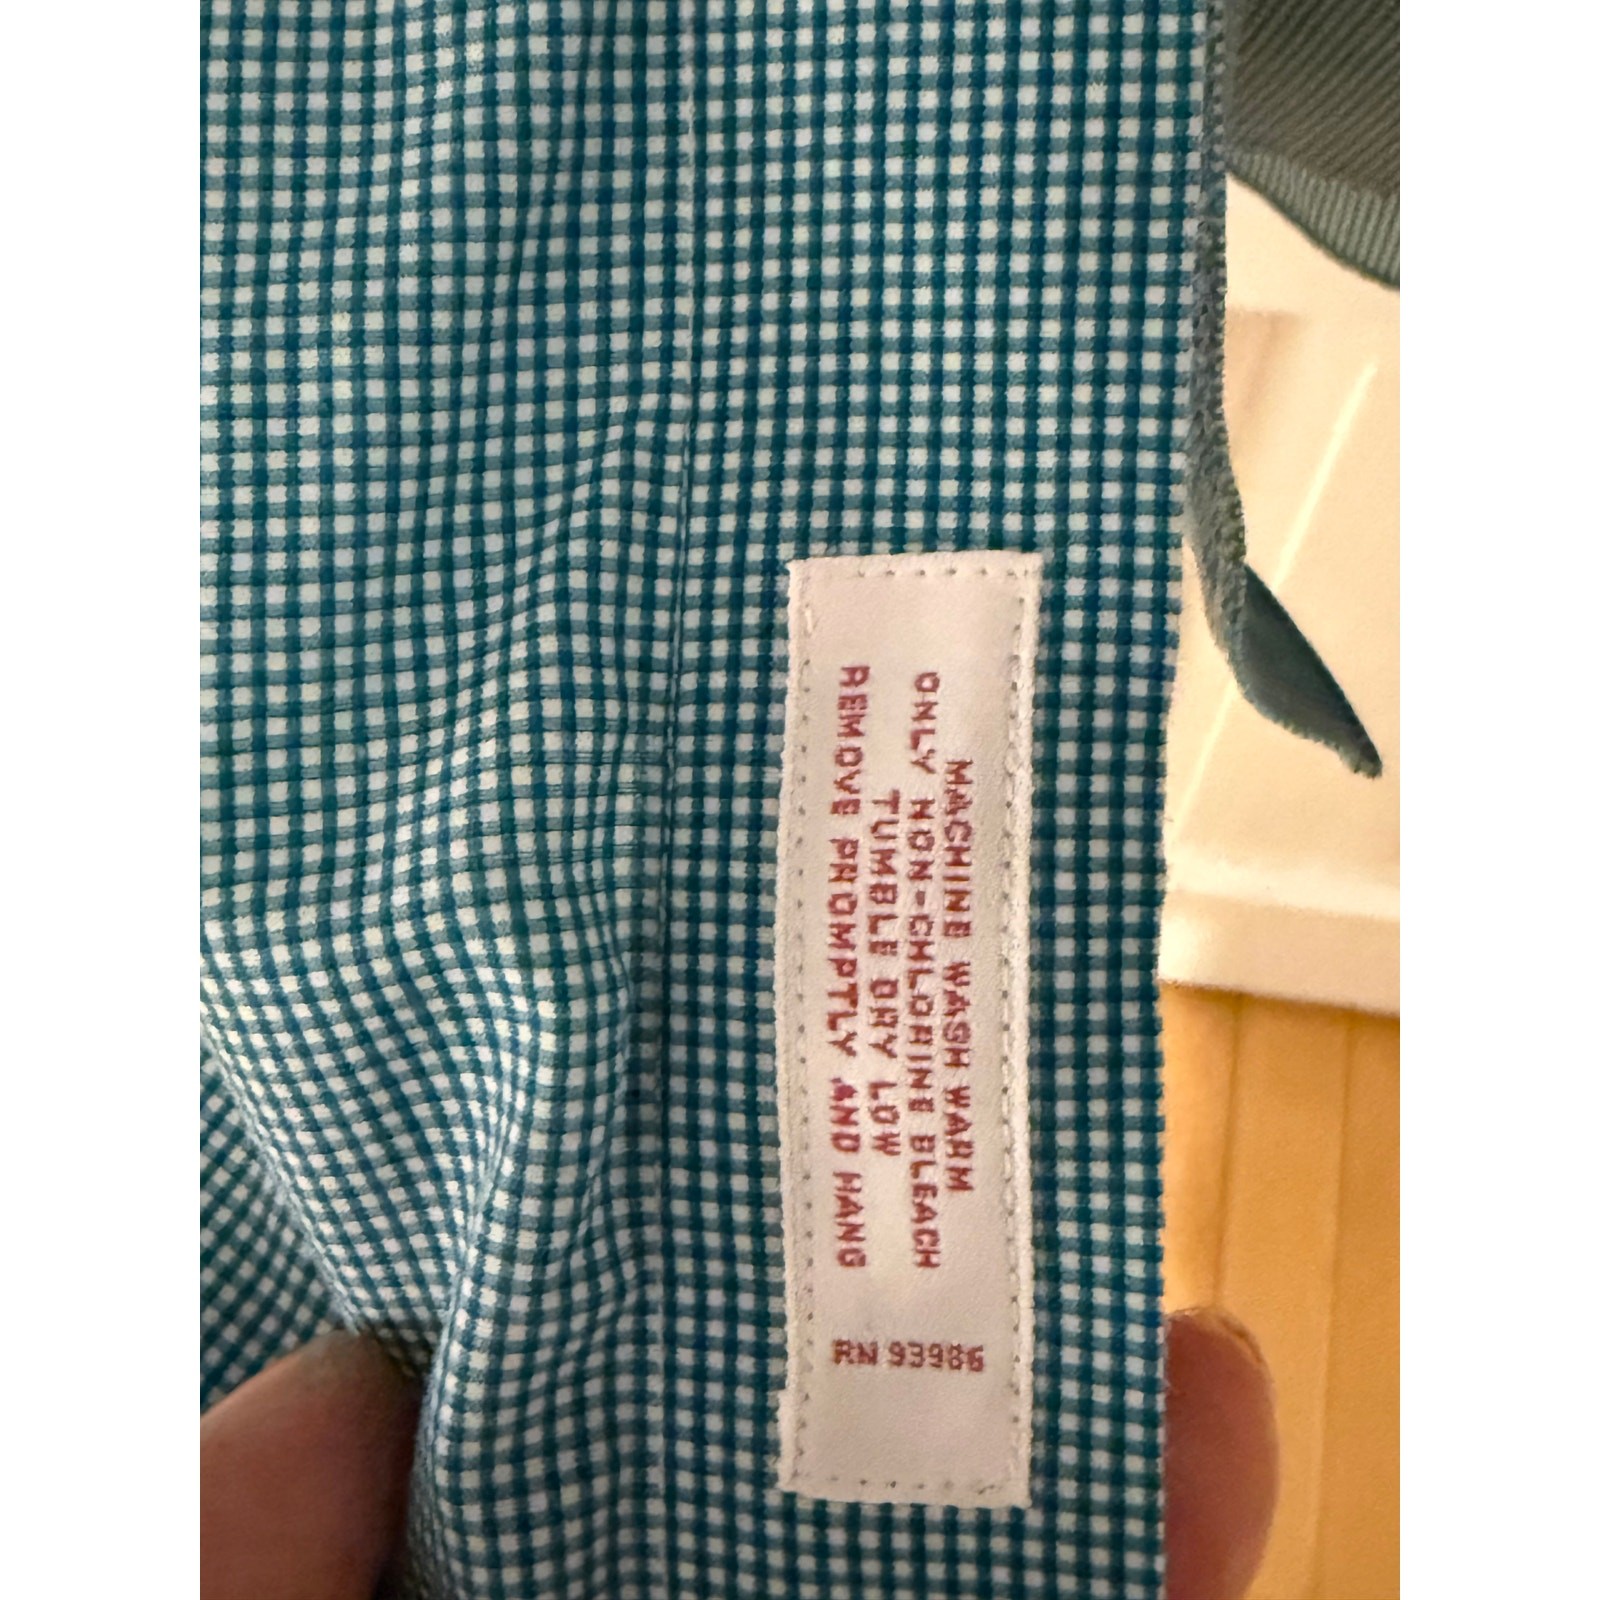 MACHINE WASH WARM
ONLY NON-CHLORINE BLEACH
TUMBLE DRY LOW
REMOVE PROMPTLY AND HANG
RN 93986